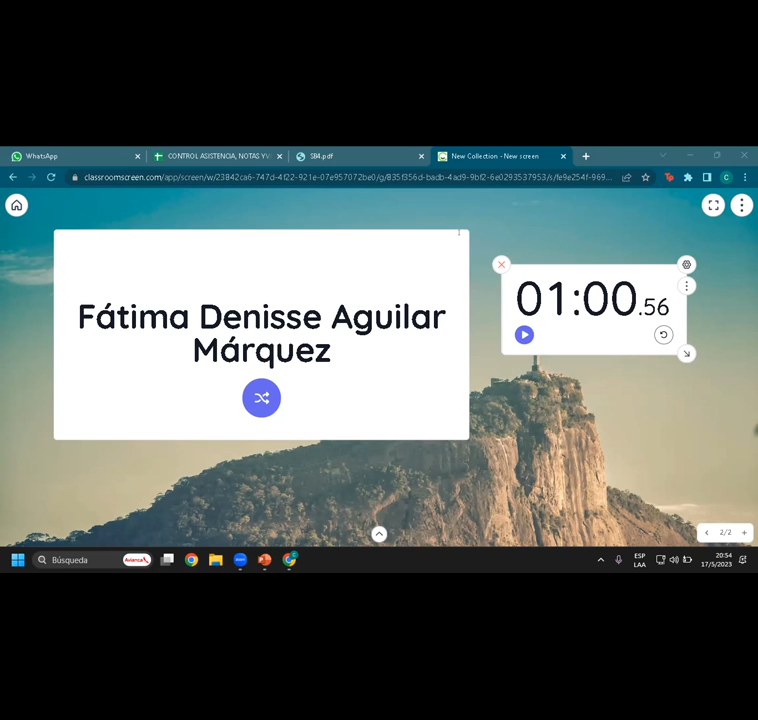 WhatsApp
CONTROL ASISTENCIA, NOTAS Y V
SB4.pdf
New Collection - New screen
classroomscreen.com/app/screen/w/23842ca6-747d-4f22-921e-07e957072be0/g/835f356d-badb-4ad9-9bf2-6e0293537953/s/fe9e254f-969...
Fátima Denisse Aguilar
Márquez
01:00.56
2/2
Búsqueda
Avianca
ESP
LAA
20:54
17/5/2023